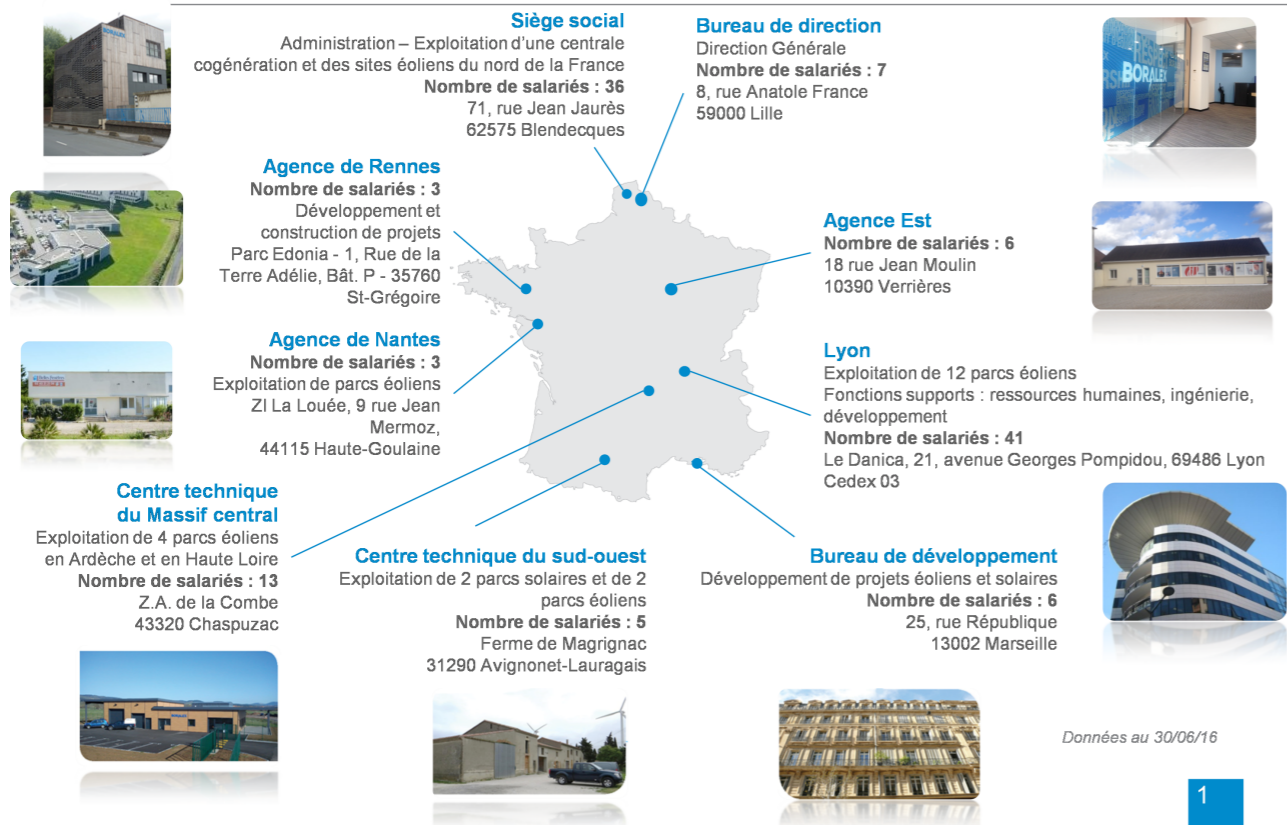 BORALEX
Siège social
Administration – Exploitation d'une centrale
cogénération et des sites éoliens du nord de la France
Nombre de salariés : 36
71, rue Jean Jaurès
62575 Blendecques
Bureau de direction
Direction Générale
Nombre de salariés : 7
8, rue Anatole France
59000 Lille
BORALEX
Agence de Rennes
Nombre de salariés : 3
Développement et
construction de projets
Parc Edonia - 1, Rue de la
Terre Adélie, Bât. P - 35760
St-Grégoire
Agence Est
Nombre de salariés : 6
18 rue Jean Moulin
10390 Verrières
Agence de Nantes
Nombre de salariés : 3
Exploitation de parcs éoliens
ZI La Louée, 9 rue Jean
Mermoz,
44115 Haute-Goulaine
Lyon
Exploitation de 12 parcs éoliens
Fonctions supports : ressources humaines, ingénierie,
développement
Nombre de salariés : 41
Le Danica, 21, avenue Georges Pompidou, 69486 Lyon
Cedex 03
Centre technique
du Massif central
Exploitation de 4 parcs éoliens
en Ardèche et en Haute Loire
Nombre de salariés : 13
Z.A. de la Combe
43320 Chaspuzac
Centre technique du sud-ouest
Exploitation de 2 parcs solaires et de 2
parcs éoliens
Nombre de salariés : 5
Ferme de Magrignac
31290 Avignonet-Lauragais
Bureau de développement
Développement de projets éoliens et solaires
Nombre de salariés : 6
25, rue République
13002 Marseille
BORALEX
Données au 30/06/16
1